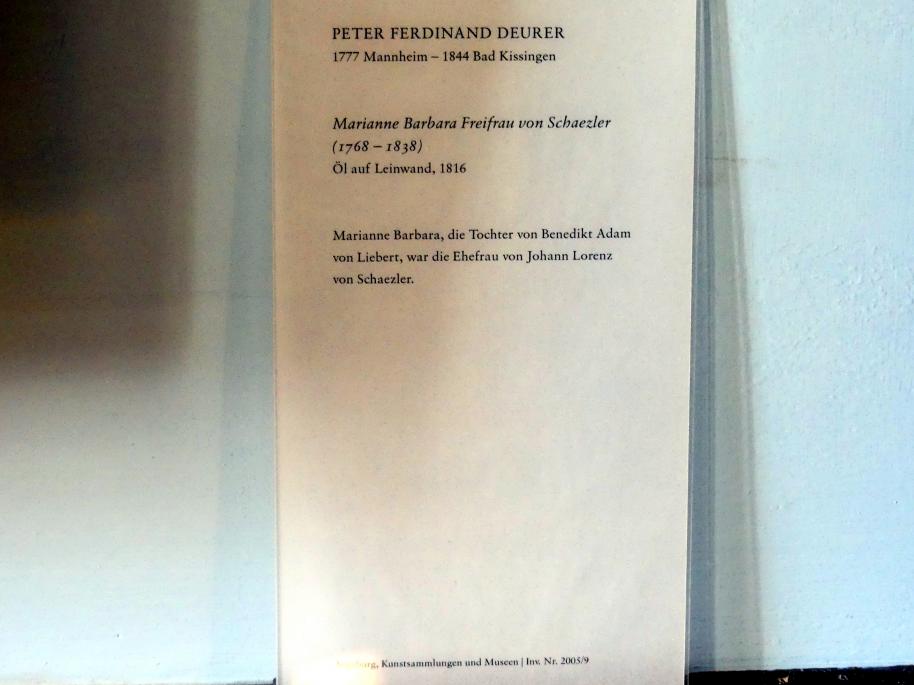 PETER FERDINAND DEURER
1777 Mannheim – 1844 Bad Kissingen
Marianne Barbara Freifrau von Schaezler
(1768 – 1838)
Öl auf Leinwand, 1816
Marianne Barbara, die Tochter von Benedikt Adam
von Liebert, war die Ehefrau von Johann Lorenz
von Schaezler.
Kunstsammlungen und Museen | Inv. Nr. 2005/9